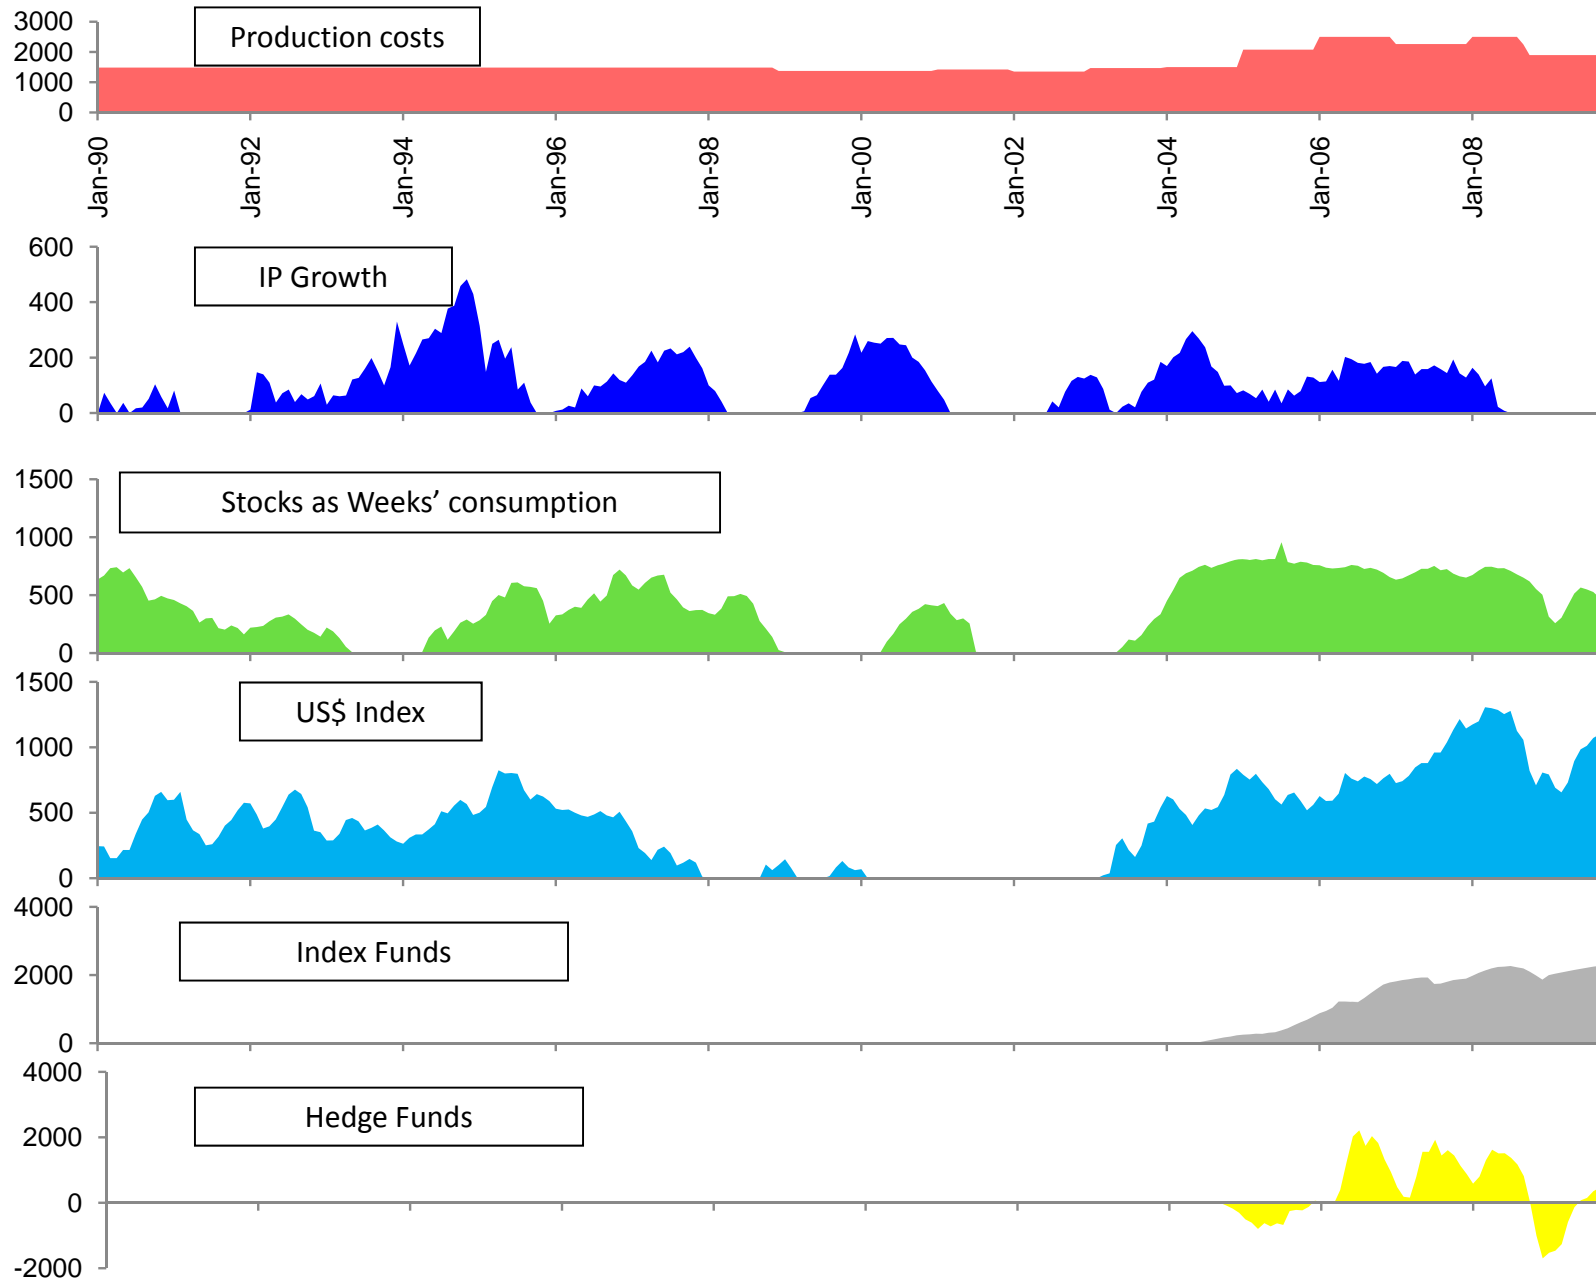 3000
Production costs
2000
1000
0
Jan-90
Jan-92
Jan-94
Jan-96
Jan-98
Jan-00
Jan-02
Jan-04
Jan-06
Jan-08
600
IP Growth
400
200
0
1500
Stocks as Weeks’ consumption
1000
500
0
1500
US$ Index
1000
500
0
4000
Index Funds
2000
0
4000
Hedge Funds
2000
0
-2000